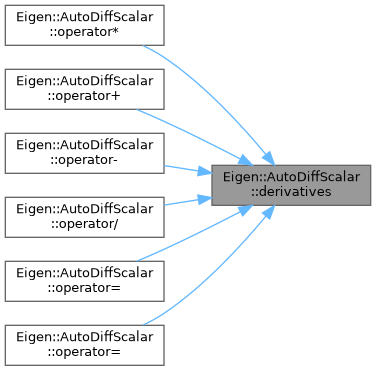 Eigen::AutoDiffScalar
::operator*
Eigen::AutoDiffScalar
::operator+
Eigen::AutoDiffScalar
::operator-
Eigen::AutoDiffScalar
::operator/
Eigen::AutoDiffScalar
::operator=
Eigen::AutoDiffScalar
::operator=
Eigen::AutoDiffScalar
::derivatives